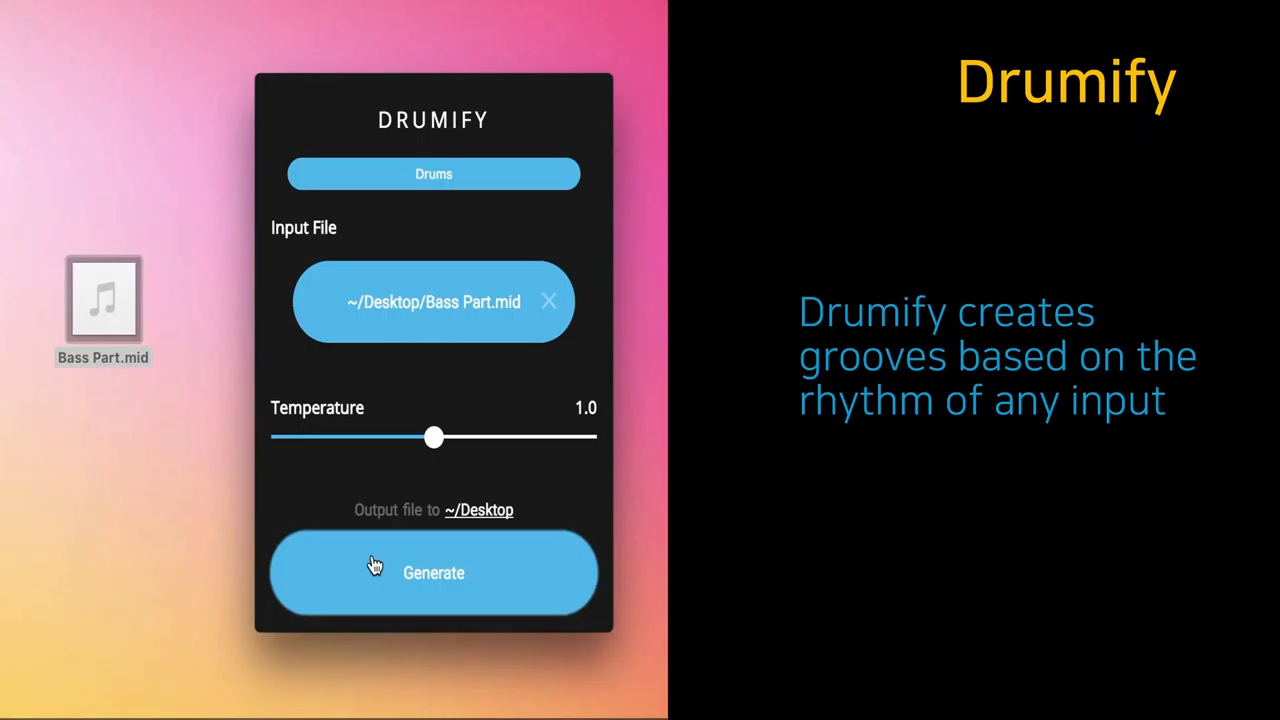 Drumify
DRUMIFY
Drums
Input File
~/Desktop/Bass Part.mid
Bass Part.mid
Temperature 1.0
Output file to ~/Desktop
Generate
Drumify creates
grooves based on the
rhythm of any input